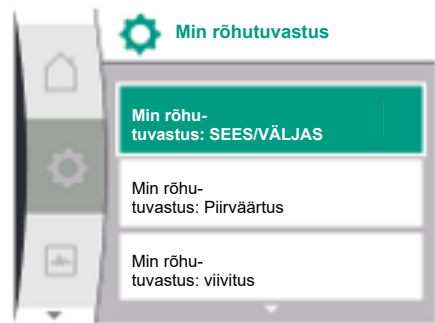 Min rõhutuvastus
Min rõhu-
tuvastus: SEES/VÄLJAS
Min rõhu-
tuvastus: Piirväärtus
Min rõhu-
tuvastus: viivitus